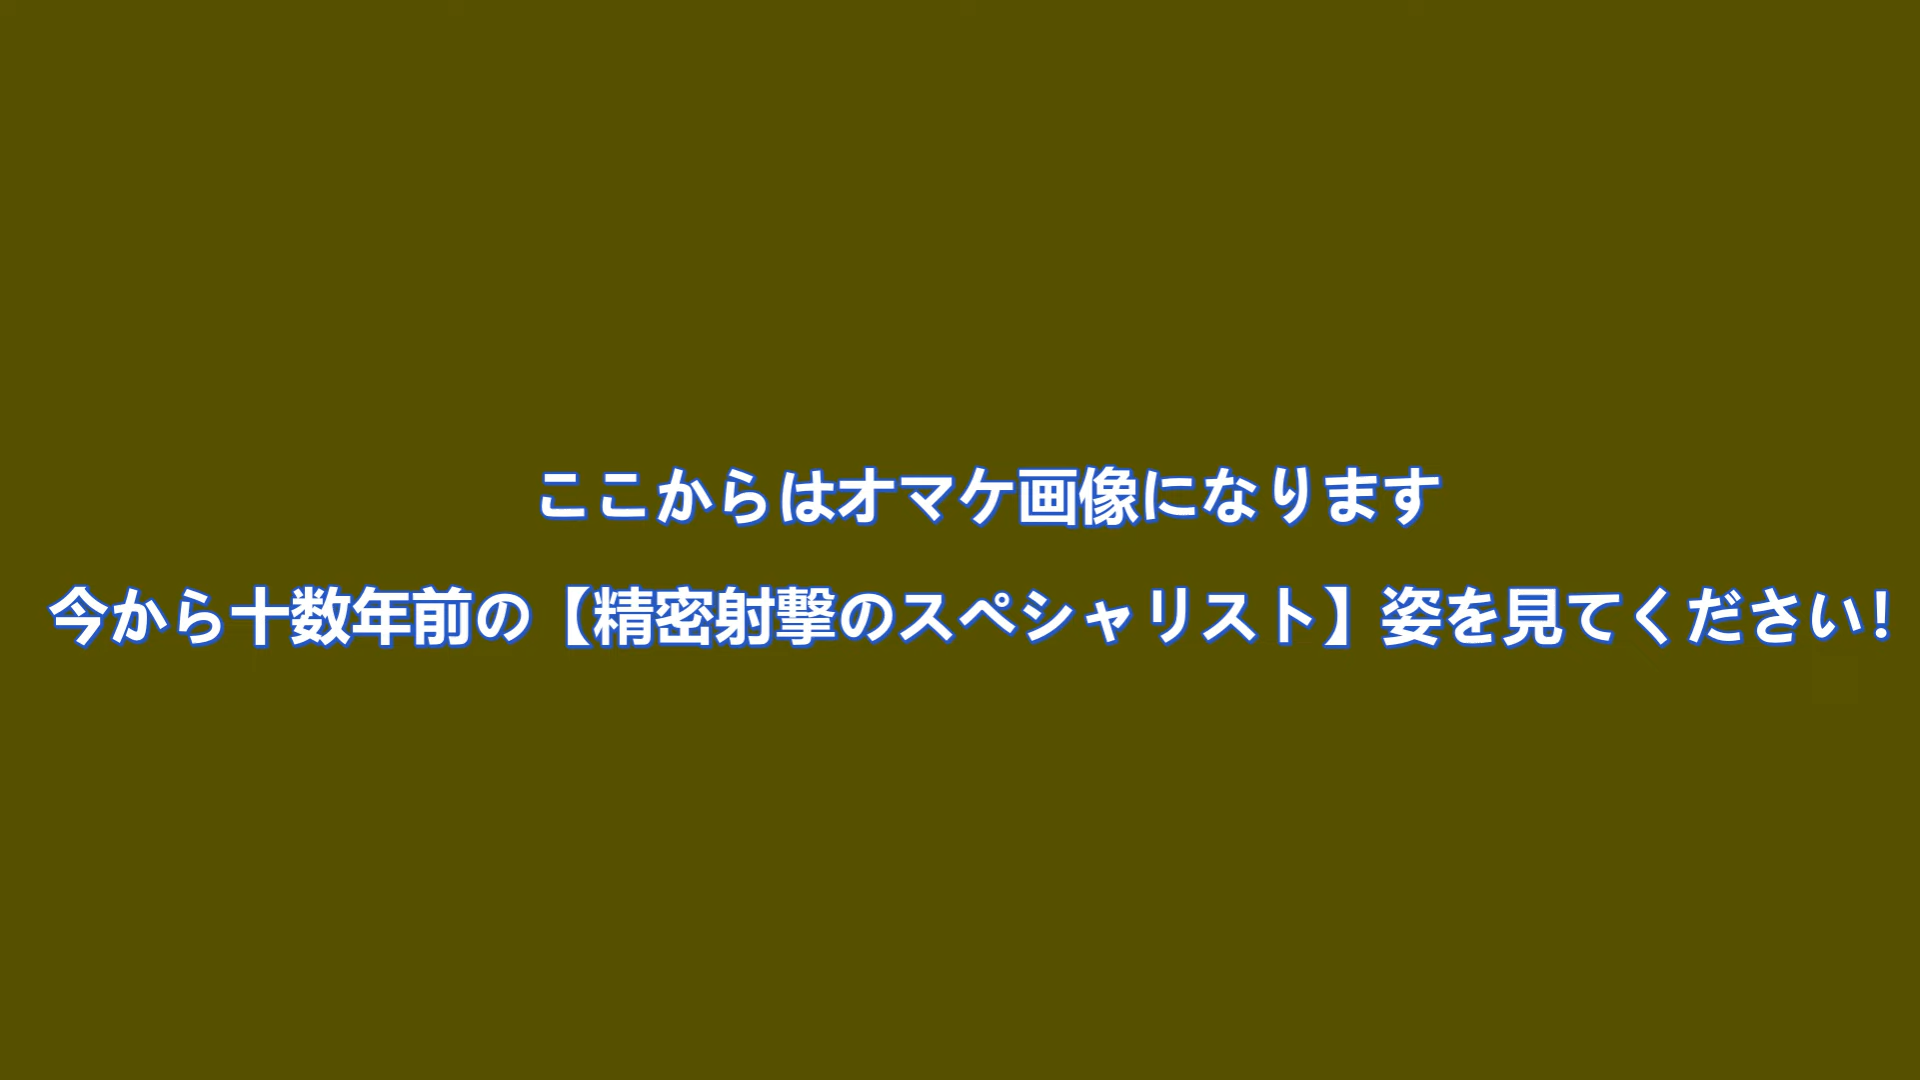 ここからはオマケ画像になります
今から十数年前の【精密射撃のスペシャリスト】姿を見てください!